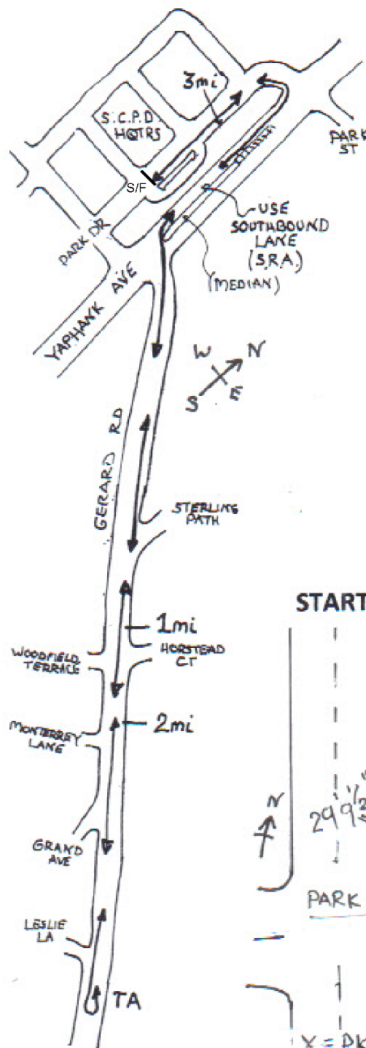 3mi
S.C.P.D.
HQTRS
S/F
PARK
ST
USE
SOUTHBOUND
LANE
(S.R.A.)
(MEDIAN)
PARK DR
YAPHANK AVE
W N
S E
GERARD RD
STERLING
PATH
START
1mi
WOODFIELD
TERRACE
HORSTEAD
CT
2mi
MONTERREY
LANE
N
GRAND
AVE
PARK
LESLIE
LA
TA